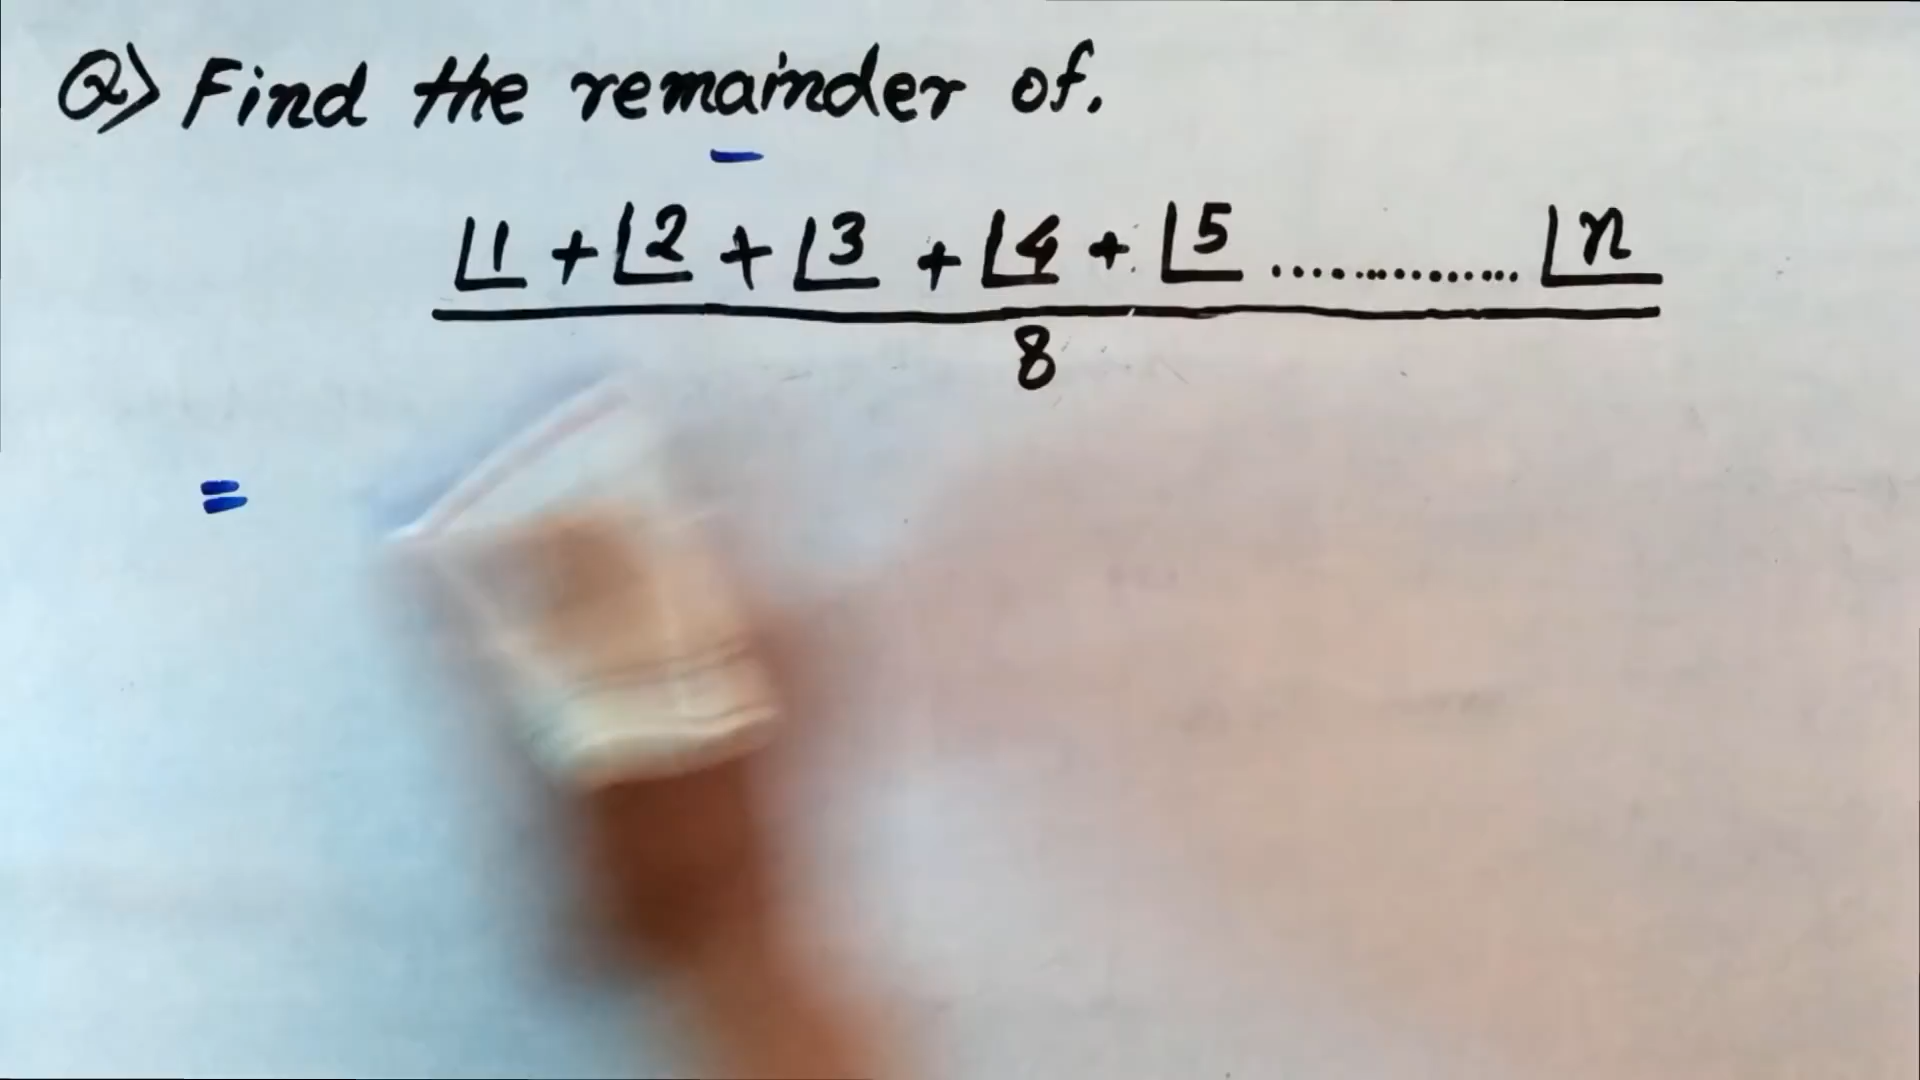 Q) Find the remainder of.
⌊1 + ⌊2 + ⌊3 + ⌊4 + ⌊5 ................ ⌊n
8
=